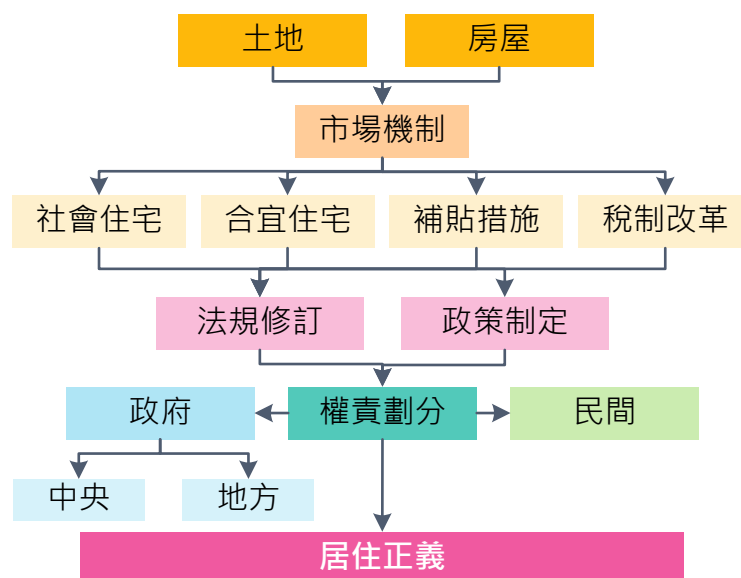 土地
房屋
市場機制
社會住宅
合宜住宅
補貼措施
稅制改革
法規修訂
政策制定
政府
權責劃分
民間
中央
地方
居住正義